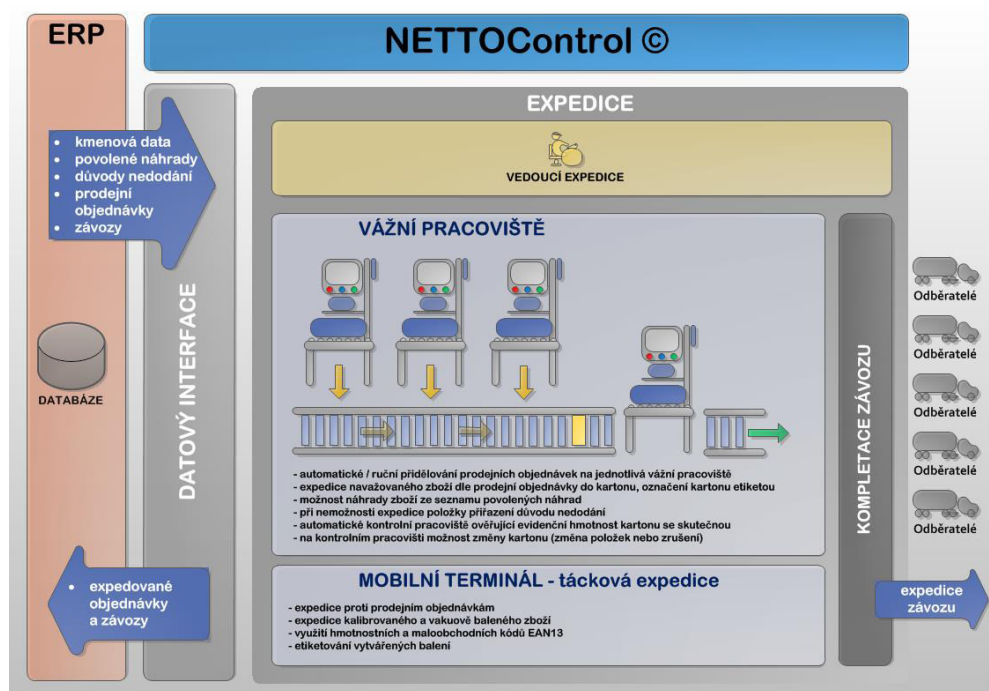 ERP
NETTOControl ©
• kmenová data
• povolené náhrady
• důvody nedodání
• prodejní
objednávky
• závozy
DATABÁZE
• expedované
objednávky
a závozy
DATOVÝ INTERFACE
EXPEDICE
VEDOUCÍ EXPEDICE
VÁŽNÍ PRACOVIŠTĚ
- automatické / ruční přidělování prodejních objednávek na jednotlivá vážní pracoviště
- expedice navažovaného zboží dle prodejní objednávky do kartonu, označení kartonu etiketou
- možnost náhrady zboží ze seznamu povolených náhrad
- při nemožnosti expedice položky přiřazení důvodu nedodání
- automatické kontrolní pracoviště ověřující evidenční hmotnost kartonu se skutečnou
- na kontrolním pracovišti možnost změny kartonu (změna položek nebo zrušení)
MOBILNÍ TERMINÁL - tácková expedice
- expedice proti prodejním objednávkám
- expedice kalibrovaného a vakuově baleného zboží
- využití hmotnostních a maloobchodních kódů EAN13
- etiketování vytvářených balení
KOMPLETACE ZÁVOZU
Odběratelé
Odběratelé
Odběratelé
Odběratelé
Odběratelé
expedice
závozu